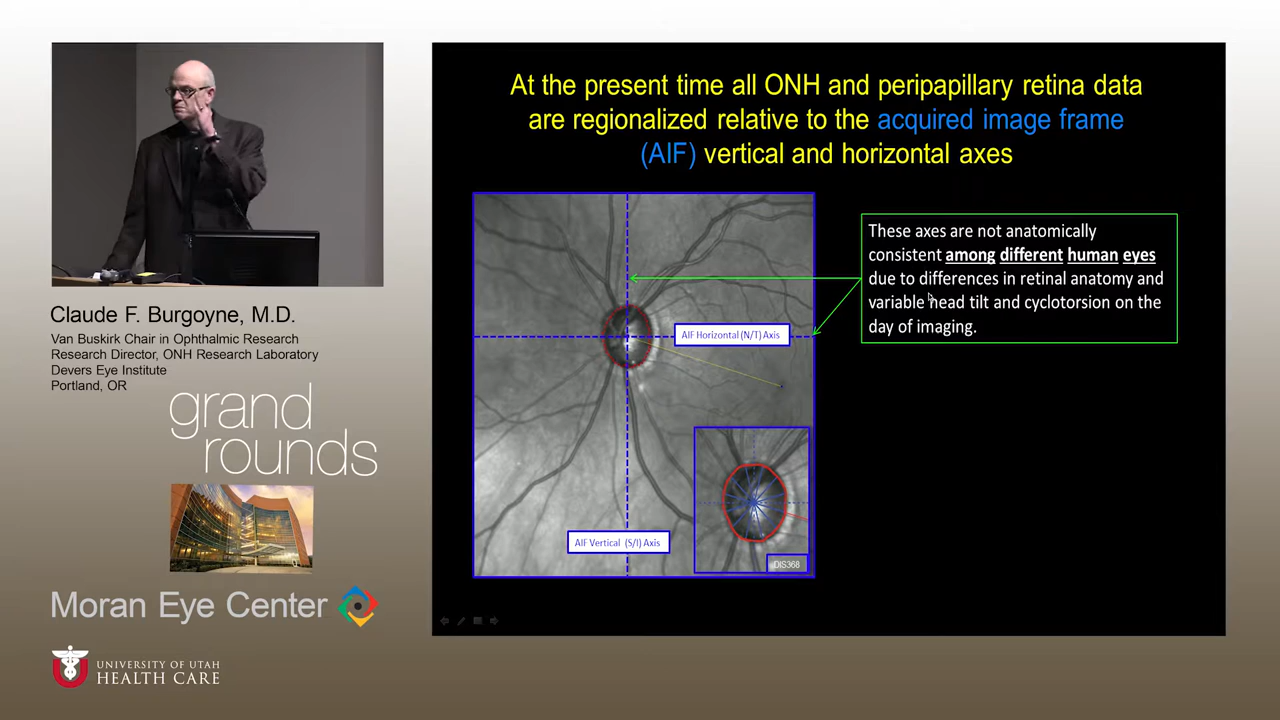 At the present time all ONH and peripapillary retina data
are regionalized relative to the acquired image frame
(AIF) vertical and horizontal axes
These axes are not anatomically
consistent among different human eyes
due to differences in retinal anatomy and
variable head tilt and cyclotorsion on the
day of imaging.
AIF Horizontal (N/T) Axis
AIF Vertical (S/I) Axis
DIS368
Claude F. Burgoyne, M.D.
Van Buskirk Chair in Ophthalmic Research
Research Director, ONH Research Laboratory
Devers Eye Institute
Portland, OR
grand
rounds
Moran Eye Center
UNIVERSITY OF UTAH
HEALTH CARE